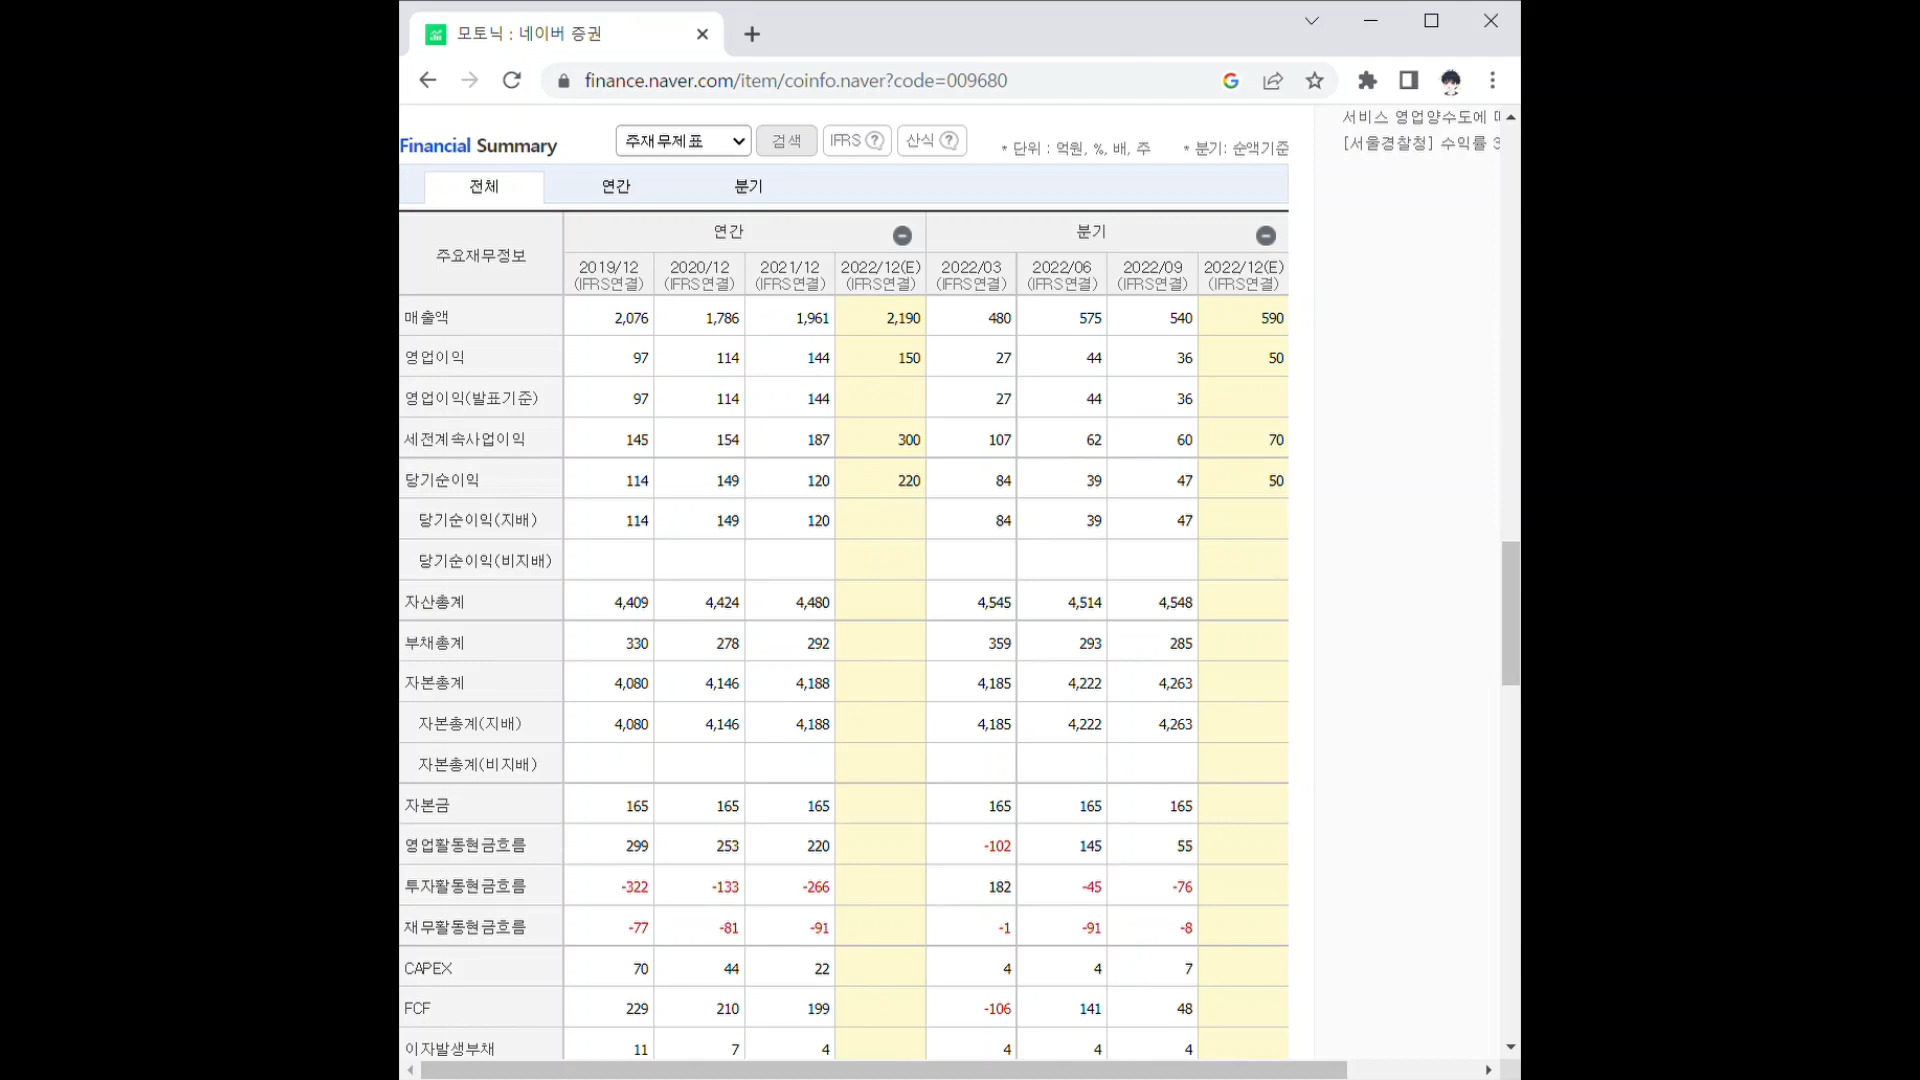 모토닉 : 네이버 증권
finance.naver.com/item/coinfo.naver?code=009680
서비스 영업양수도에
[서울경찰청] 수익률 3
Financial Summary 주재무제표 검색 IFRS ? 산식 ? * 단위 : 억원, %, 배, 주 * 분기: 순액기준
전체 연간 분기
주요재무정보 연간 분기
2019/12 2020/12 2021/12 2022/12(E) 2022/03 2022/06 2022/09 2022/12(E)
(IFRS연결) (IFRS연결) (IFRS연결) (IFRS연결) (IFRS연결) (IFRS연결) (IFRS연결) (IFRS연결)
매출액 2,076 1,786 1,961 2,190 480 575 540 590
영업이익 97 114 144 150 27 44 36 50
영업이익(발표기준) 97 114 144 27 44 36
세전계속사업이익 145 154 187 300 107 62 60 70
당기순이익 114 149 120 220 84 39 47 50
당기순이익(지배) 114 149 120 84 39 47
당기순이익(비지배)
자산총계 4,409 4,424 4,480 4,545 4,514 4,548
부채총계 330 278 292 359 293 285
자본총계 4,080 4,146 4,188 4,185 4,222 4,263
자본총계(지배) 4,080 4,146 4,188 4,185 4,222 4,263
자본총계(비지배)
자본금 165 165 165 165 165 165
영업활동현금흐름 299 253 220 -102 145 55
투자활동현금흐름 -322 -133 -266 182 -45 -76
재무활동현금흐름 -77 -81 -91 -1 -91 -8
CAPEX 70 44 22 4 4 7
FCF 229 210 199 -106 141 48
이자발생부채 11 7 4 4 4 4